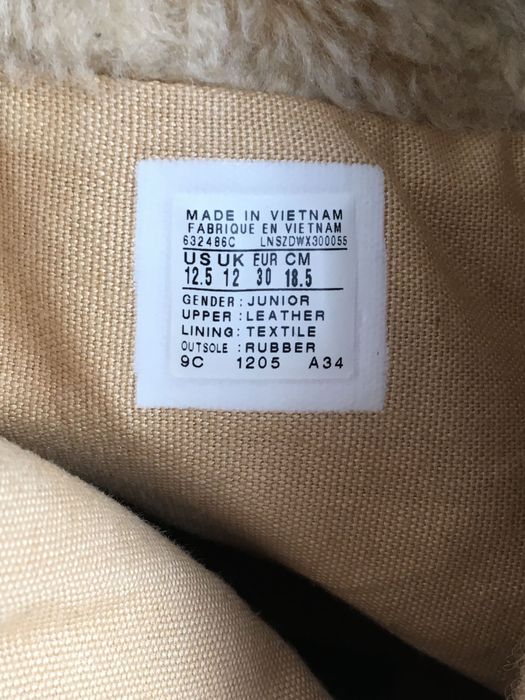 MADE IN VIETNAM
FABRIQUE EN VIETNAM
632486C LNSZDWX300055
US UK EUR CM
12.5 12 30 18.5
GENDER : JUNIOR
UPPER : LEATHER
LINING : TEXTILE
OUTSOLE : RUBBER
9C 1205 A34